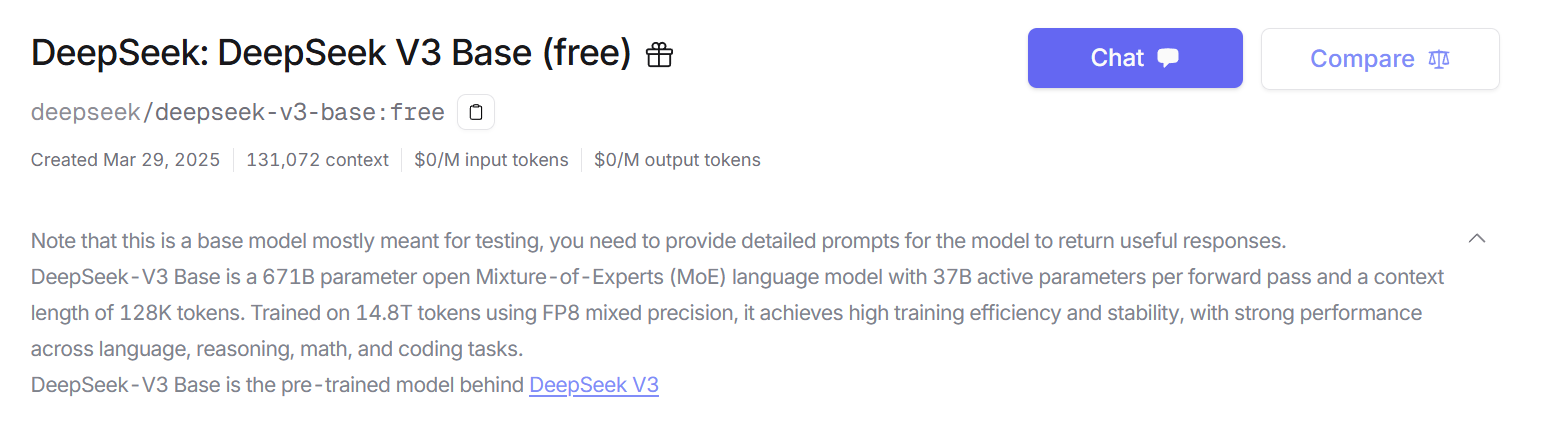 DeepSeek: DeepSeek V3 Base (free)
Chat
Compare
deepseek/deepseek-v3-base:free
Created Mar 29, 2025
131,072 context
$0/M input tokens
$0/M output tokens
Note that this is a base model mostly meant for testing, you need to provide detailed prompts for the model to return useful responses.
DeepSeek-V3 Base is a 671B parameter open Mixture-of-Experts (MoE) language model with 37B active parameters per forward pass and a context
length of 128K tokens. Trained on 14.8T tokens using FP8 mixed precision, it achieves high training efficiency and stability, with strong performance
across language, reasoning, math, and coding tasks.
DeepSeek-V3 Base is the pre-trained model behind DeepSeek V3